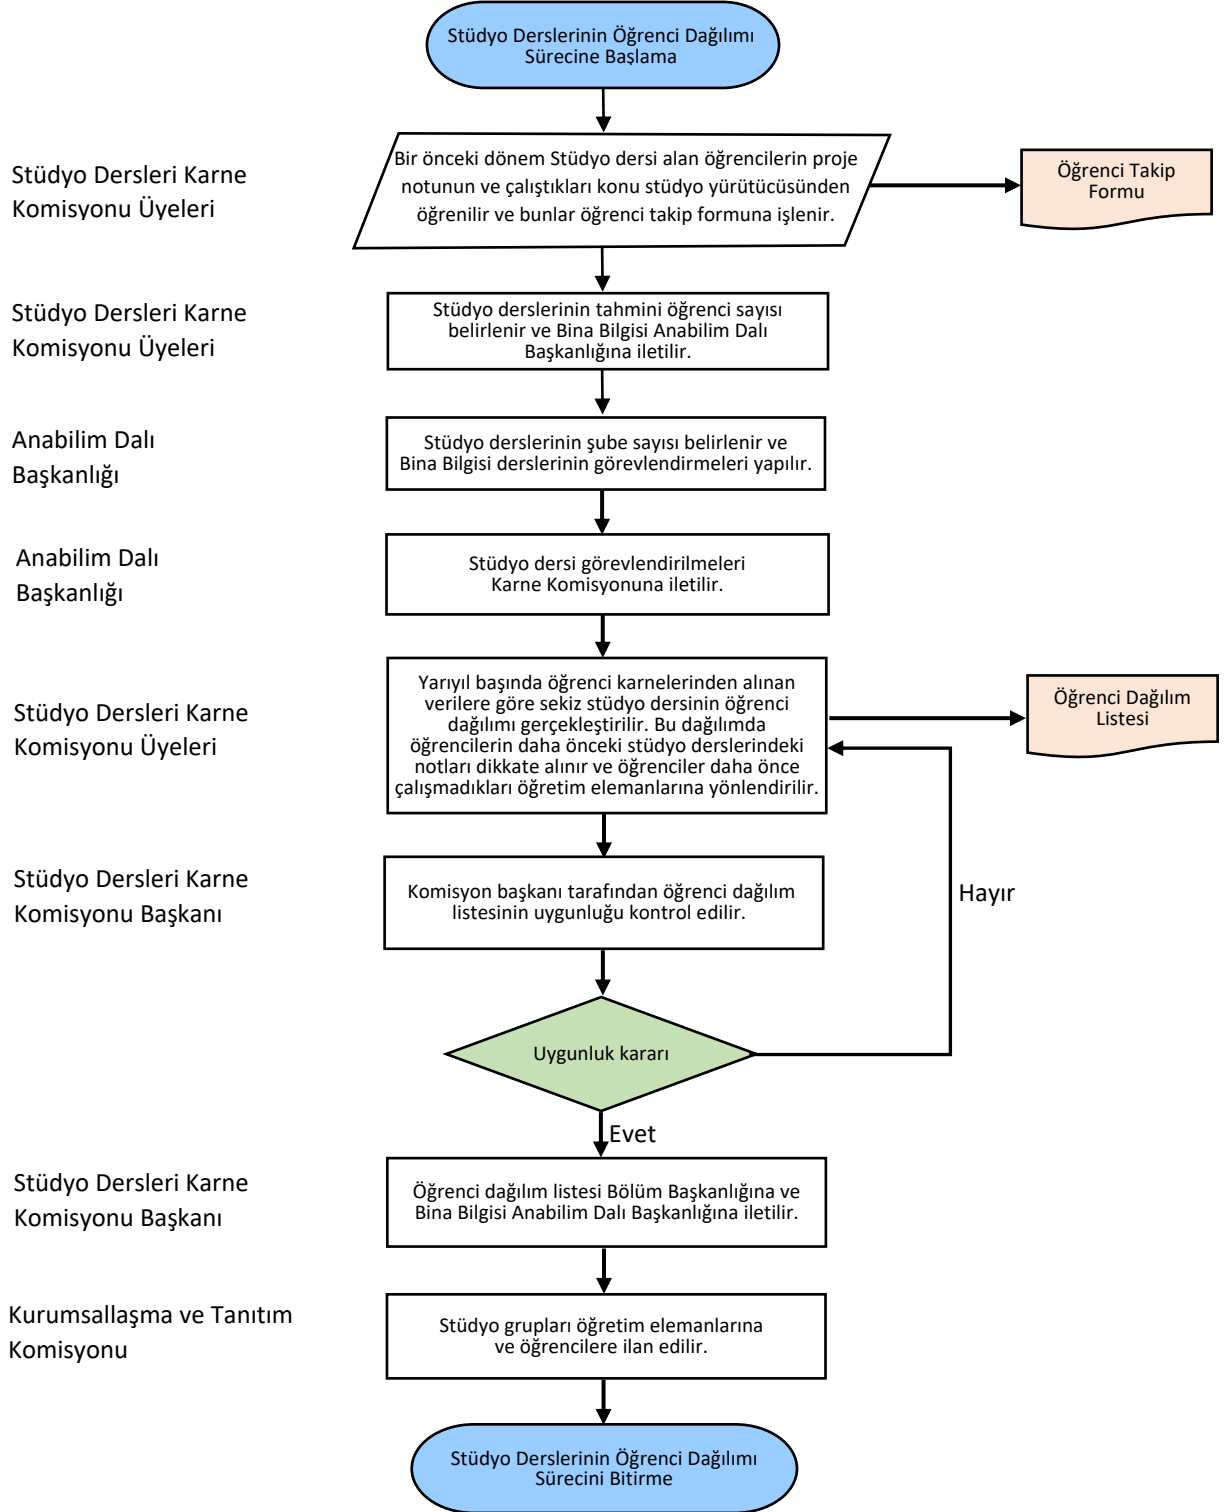 Stüdyo Derslerinin Öğrenci Dağılımı
Sürecine Başlama
Stüdyo Dersleri Karne
Komisyonu Üyeleri
Bir önceki dönem Stüdyo dersi alan öğrencilerin proje
notunun ve çalıştıkları konu stüdyo yürütücüsünden
öğrenilir ve bunlar öğrenci takip formuna işlenir.
Öğrenci Takip
Formu
Stüdyo Dersleri Karne
Komisyonu Üyeleri
Stüdyo derslerinin tahmini öğrenci sayısı
belirlenir ve Bina Bilgisi Anabilim Dalı
Başkanlığına iletilir.
Anabilim Dalı
Başkanlığı
Stüdyo derslerinin şube sayısı belirlenir ve
Bina Bilgisi derslerinin görevlendirmeleri yapılır.
Anabilim Dalı
Başkanlığı
Stüdyo dersi görevlendirilmeleri
Karne Komisyonuna iletilir.
Stüdyo Dersleri Karne
Komisyonu Üyeleri
Yarıyıl başında öğrenci karnelerinden alınan
verilere göre sekiz stüdyo dersinin öğrenci
dağılımı gerçekleştirilir. Bu dağılımda
öğrencilerin daha önceki stüdyo derslerindeki
notları dikkate alınır ve öğrenciler daha önce
çalışmadıkları öğretim elemanlarına yönlendirilir.
Öğrenci Dağılım
Listesi
Stüdyo Dersleri Karne
Komisyonu Başkanı
Komisyon başkanı tarafından öğrenci dağılım
listesinin uygunluğu kontrol edilir.
Hayır
Uygunluk kararı
Evet
Stüdyo Dersleri Karne
Komisyonu Başkanı
Öğrenci dağılım listesi Bölüm Başkanlığına ve
Bina Bilgisi Anabilim Dalı Başkanlığına iletilir.
Kurumsallaşma ve Tanıtım
Komisyonu
Stüdyo grupları öğretim elemanlarına
ve öğrencilere ilan edilir.
Stüdyo Derslerinin Öğrenci Dağılımı
Sürecini Bitirme